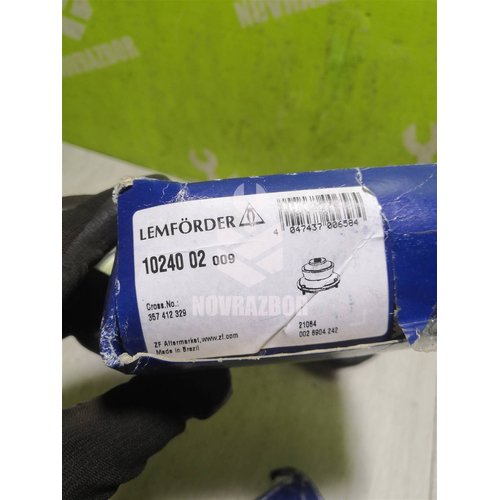 NOVRAZBOR
LEMFÖRDER
4 047437 006584
10240 02 009
NOVRAZBOR
Cross.No.:
357 412 329
21064
002 6904 242
ZF Aftermarket, www.zf.com
Made in Brazil